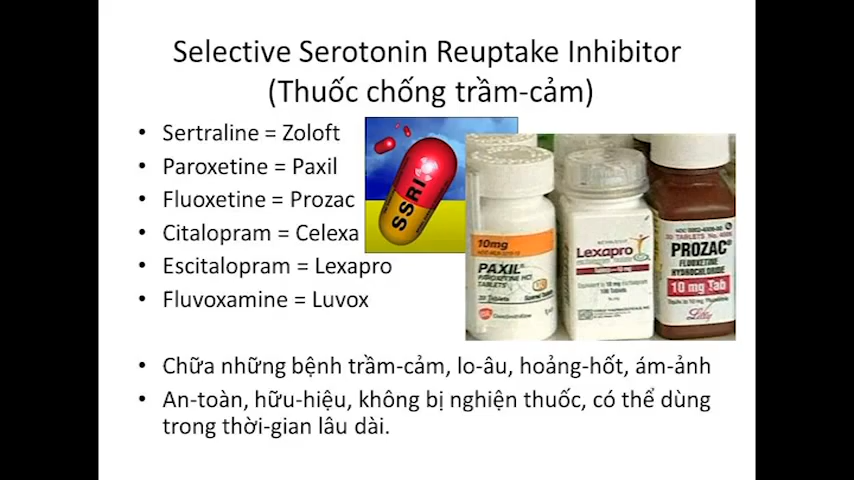 Selective Serotonin Reuptake Inhibitor
(Thuốc chống trầm-cảm)
• Sertraline = Zoloft
• Paroxetine = Paxil
• Fluoxetine = Prozac
• Citalopram = Celexa
• Escitalopram = Lexapro
• Fluvoxamine = Luvox
SSRI
10mg
PAXIL
PAROXETINE HCl
TABLETS
Lexapro
PROZAC
FLUOXETINE
HYDROCHLORIDE
10 mg Tab
Lilly
• Chữa những bệnh trầm-cảm, lo-âu, hoảng-hốt, ám-ảnh
• An-toàn, hữu-hiệu, không bị nghiện thuốc, có thể dùng
trong thời-gian lâu dài.